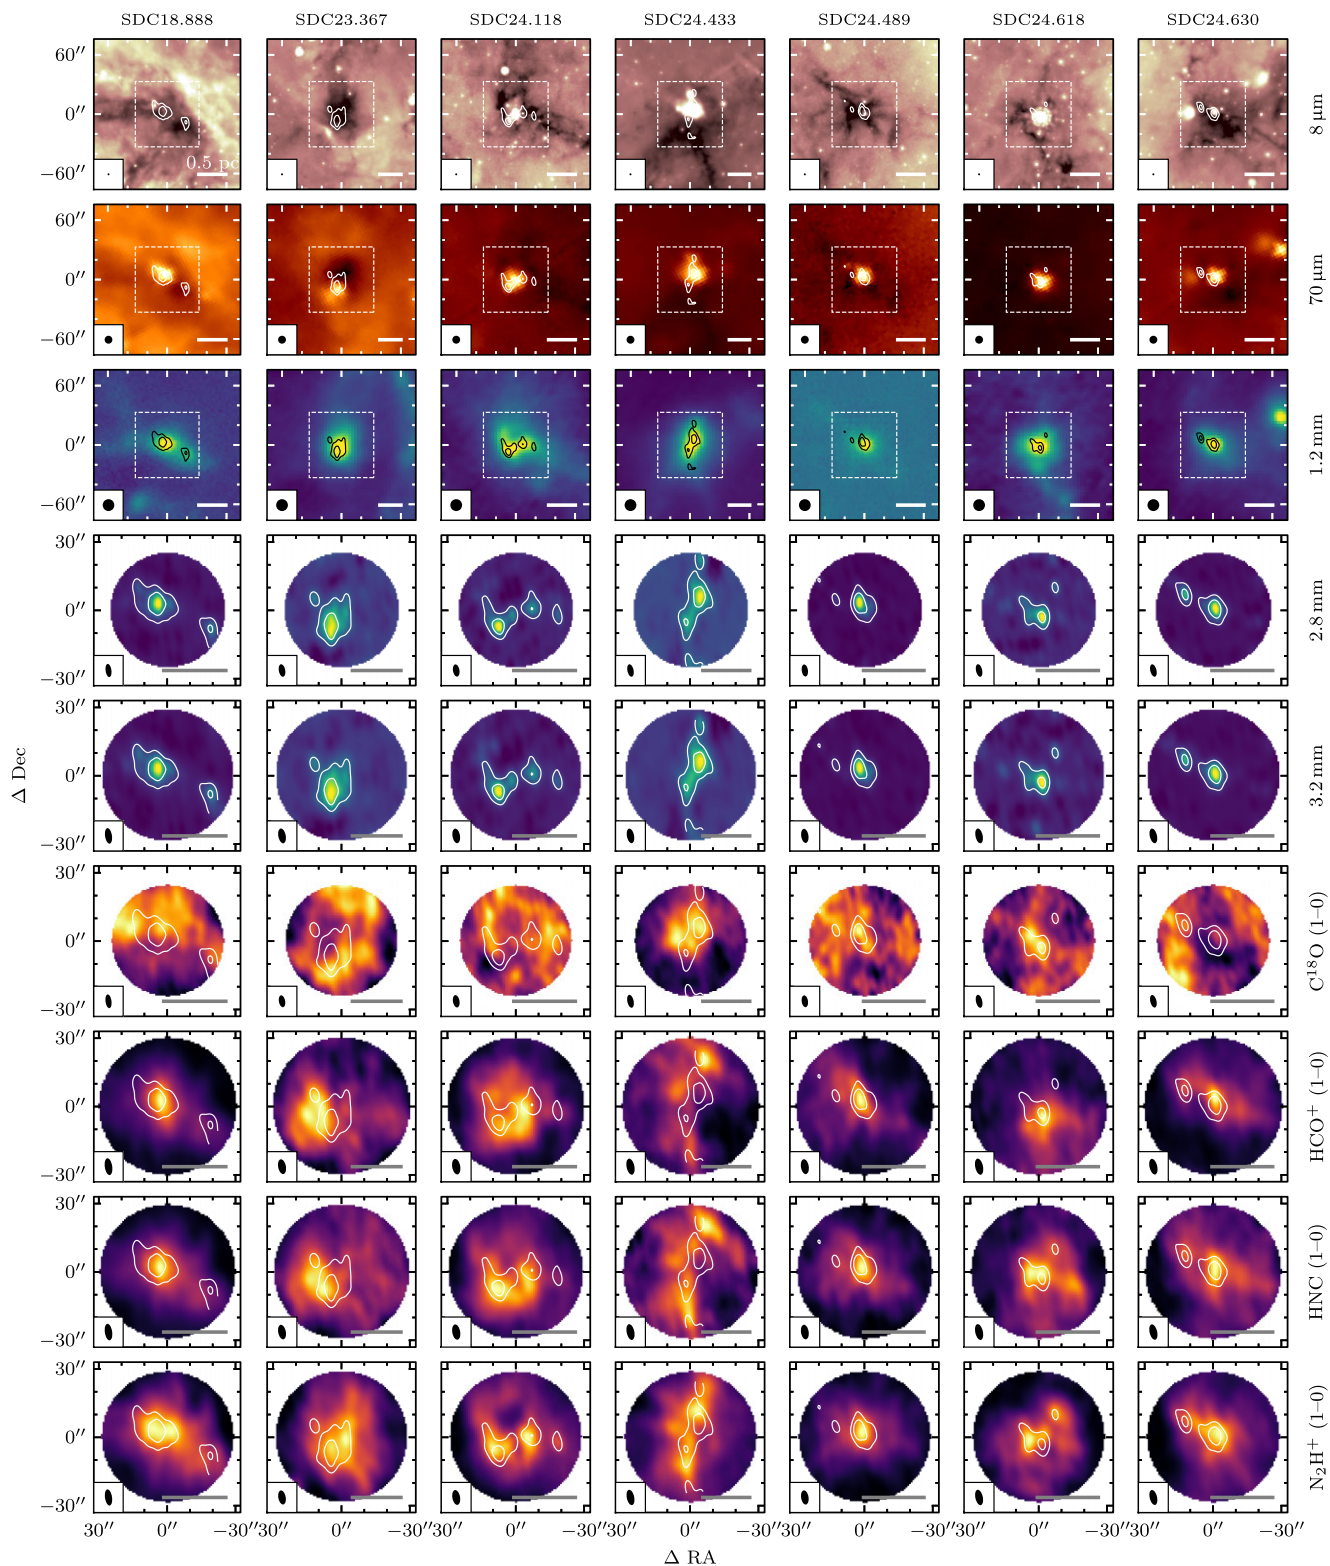 SDC18.888 SDC23.367 SDC24.118 SDC24.433 SDC24.489 SDC24.618 SDC24.630
60″
0″
−60″
0.5 pc
8 μm
60″
0″
−60″
70 μm
60″
0″
−60″
1.2 mm
30″
0″
−30″
2.8 mm
30″
0″
−30″
3.2 mm
Δ Dec
30″
0″
−30″
C¹⁸O (1–0)
30″
0″
−30″
HCO⁺ (1–0)
30″
0″
−30″
HNC (1–0)
30″
0″
−30″
N₂H⁺ (1–0)
30″ 0″ −30″30″ 0″ −30″30″ 0″ −30″30″ 0″ −30″30″ 0″ −30″30″ 0″ −30″30″ 0″ −30″
Δ RA